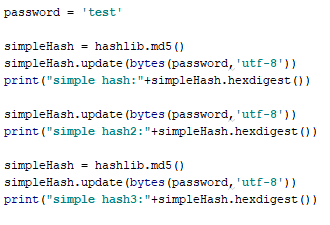 password = 'test'
simpleHash = hashlib.md5()
simpleHash.update(bytes(password,'utf-8'))
print("simple hash:"+simpleHash.hexdigest())
simpleHash.update(bytes(password,'utf-8'))
print("simple hash2:"+simpleHash.hexdigest())
simpleHash = hashlib.md5()
simpleHash.update(bytes(password,'utf-8'))
print("simple hash3:"+simpleHash.hexdigest())